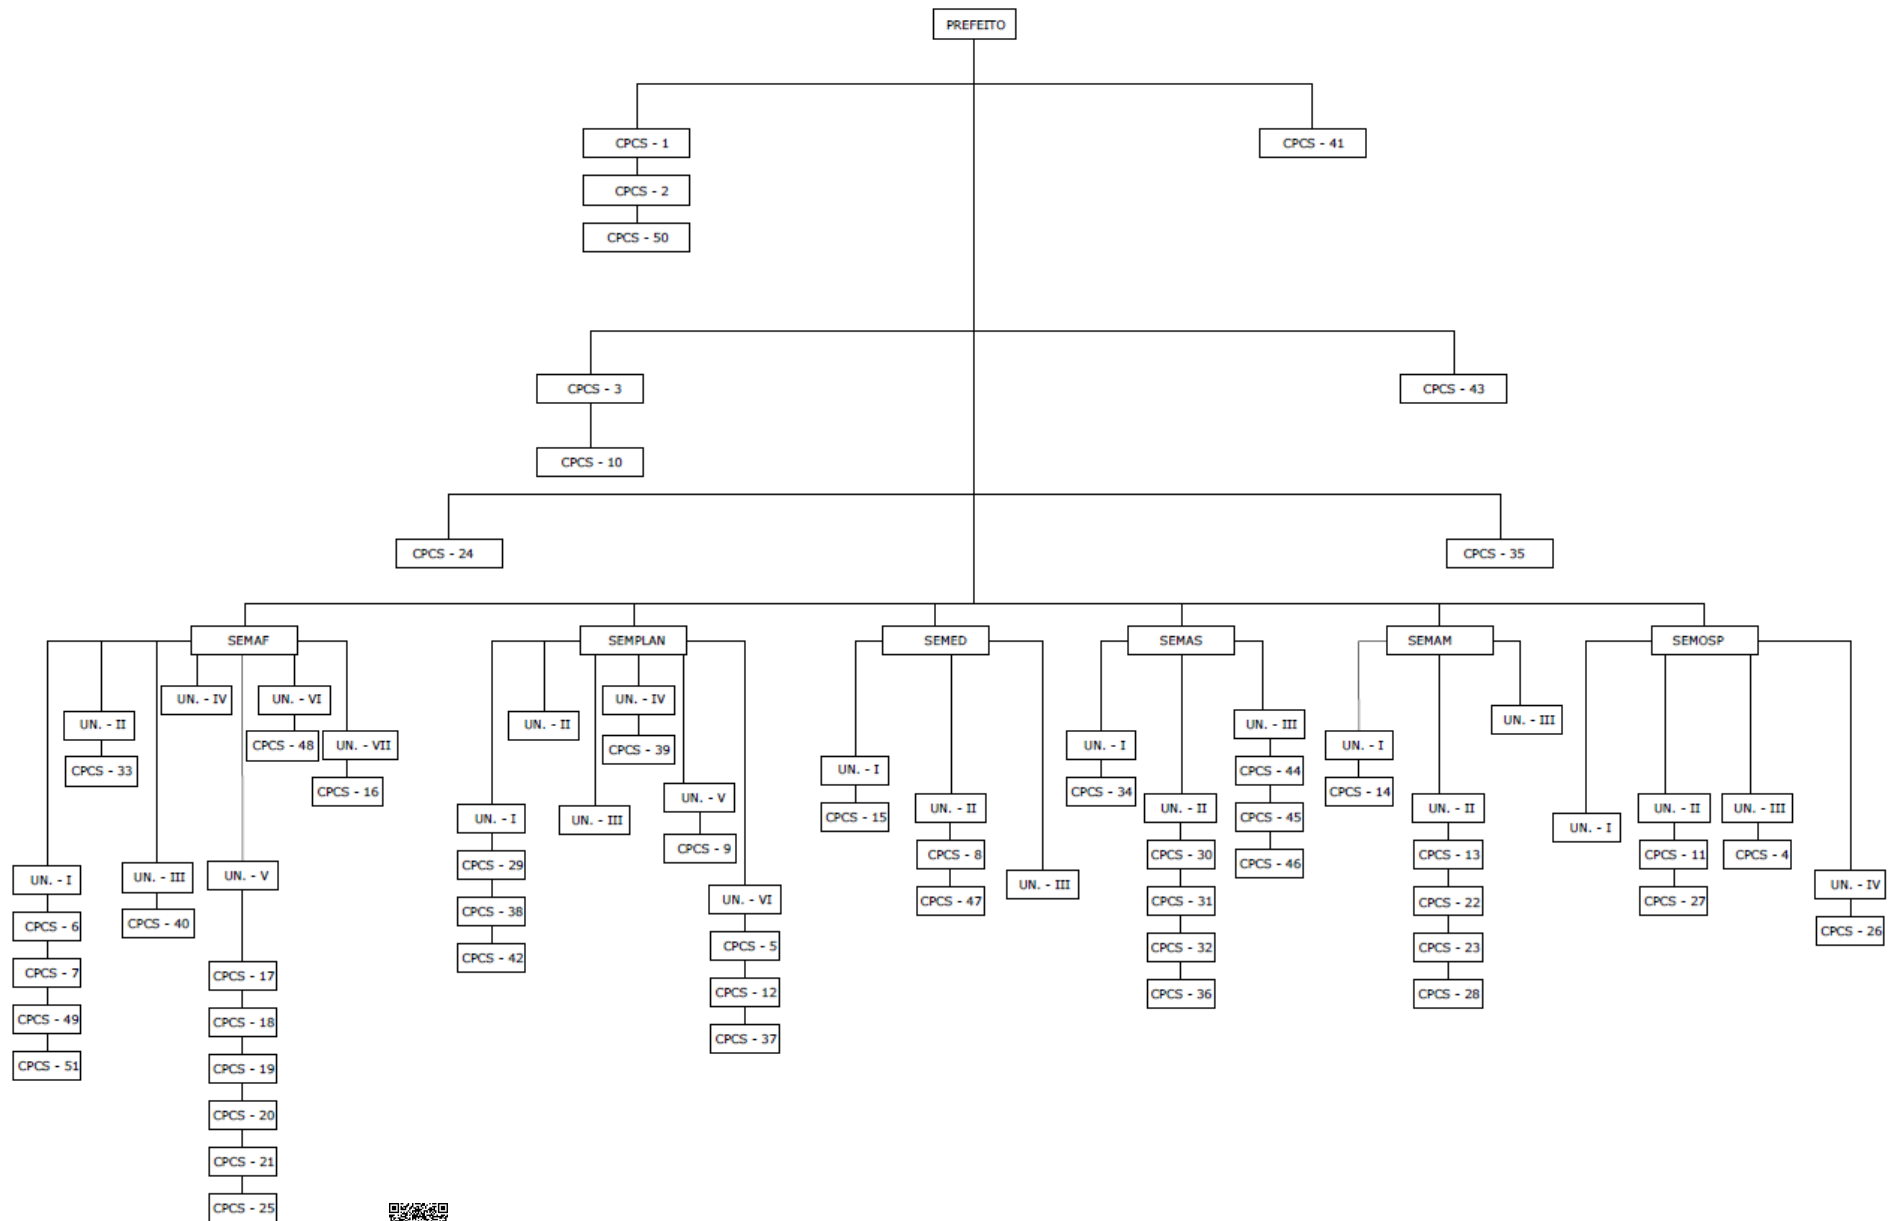 PREFEITO
CPCS - 1
CPCS - 41
CPCS - 2
CPCS - 50
CPCS - 3
CPCS - 43
CPCS - 10
CPCS - 24
CPCS - 35
SEMAF
SEMPLAN
SEMED
SEMAS
SEMAM
SEMOSP
UN. - I
CPCS - 6
CPCS - 7
CPCS - 49
CPCS - 51
UN. - II
CPCS - 33
UN. - III
CPCS - 40
UN. - IV
UN. - V
CPCS - 17
CPCS - 18
CPCS - 19
CPCS - 20
CPCS - 21
CPCS - 25
UN. - VI
CPCS - 48
UN. - VII
CPCS - 16
UN. - I
CPCS - 29
CPCS - 38
CPCS - 42
UN. - II
UN. - III
UN. - IV
CPCS - 39
UN. - V
CPCS - 9
UN. - VI
CPCS - 5
CPCS - 12
CPCS - 37
UN. - I
CPCS - 15
UN. - II
CPCS - 8
CPCS - 47
UN. - III
UN. - I
CPCS - 34
UN. - II
CPCS - 30
CPCS - 31
CPCS - 32
CPCS - 36
UN. - III
CPCS - 44
CPCS - 45
CPCS - 46
UN. - I
CPCS - 14
UN. - II
CPCS - 13
CPCS - 22
CPCS - 23
CPCS - 28
UN. - III
UN. - I
UN. - II
CPCS - 11
CPCS - 27
UN. - III
CPCS - 4
UN. - IV
CPCS - 26